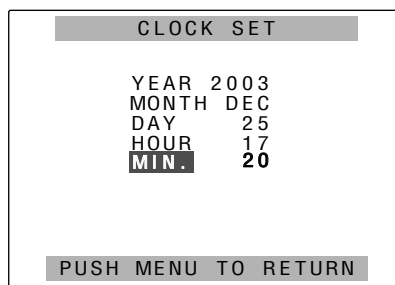 CLOCK SET
YEAR 2003
MONTH DEC
DAY 25
HOUR 17
MIN. 20
PUSH MENU TO RETURN